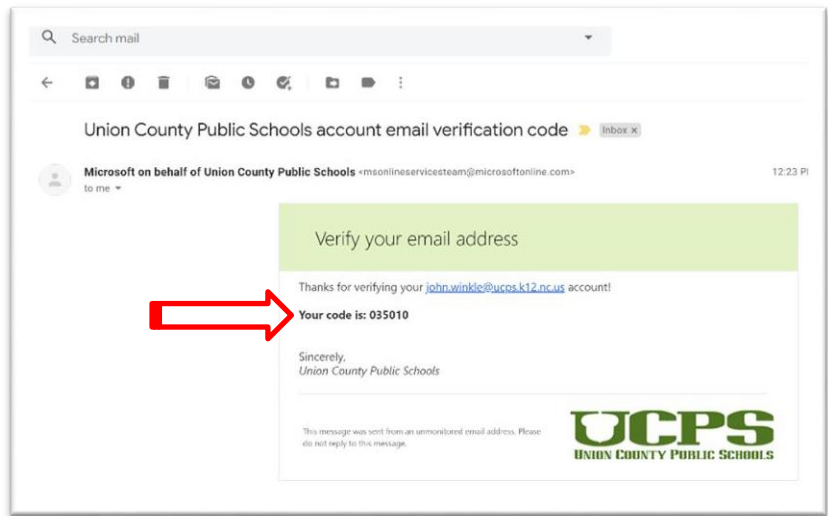 Search mail
Union County Public Schools account email verification code Inbox x
Microsoft on behalf of Union County Public Schools <msonlineservicesteam@microsoftonline.com> 12:23 P
to me
Verify your email address
Thanks for verifying your john.winkle@ucps.k12.nc.us account!
Your code is: 035010
Sincerely,
Union County Public Schools
This message was sent from an unmonitored email address. Please
do not reply to this message.
UCPS
UNION COUNTY PUBLIC SCHOOLS